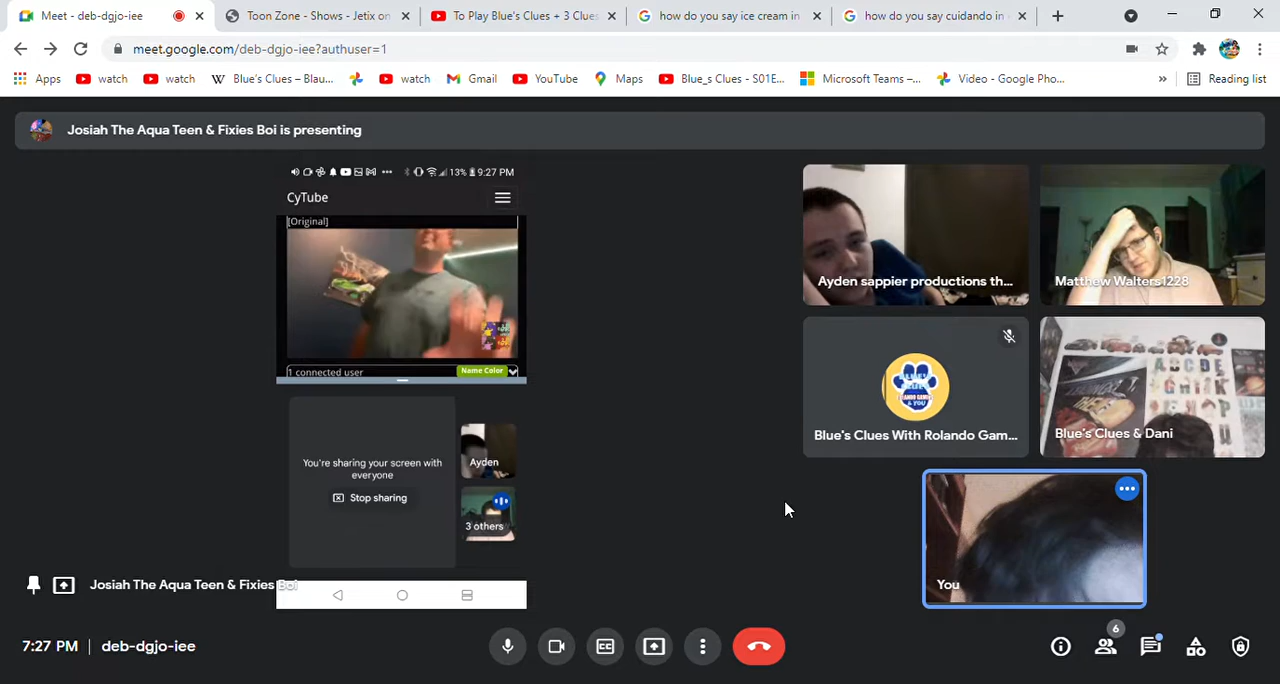 Meet - deb-dgjo-iee
Toon Zone - Shows - Jetix on
To Play Blue's Clues + 3 Clues
how do you say ice cream in
how do you say cuidando in
meet.google.com/deb-dgjo-iee?authuser=1
Apps watch watch Blue's Clues – Blau... watch Gmail YouTube Maps Blue_s Clues - S01E... Microsoft Teams –... Video - Google Pho... » Reading list
Josiah The Aqua Teen & Fixies Boi is presenting
13% 9:27 PM
CyTube
[Original]
1 connected user Name Color
You're sharing your screen with
everyone
Stop sharing
Ayden
3 others
Josiah The Aqua Teen & Fixies Boi
Ayden sappier productions th...
Matthew Walters1228
Blue's Clues With Rolando Gam...
Blue's Clues & Dani
You
7:27 PM | deb-dgjo-iee
6